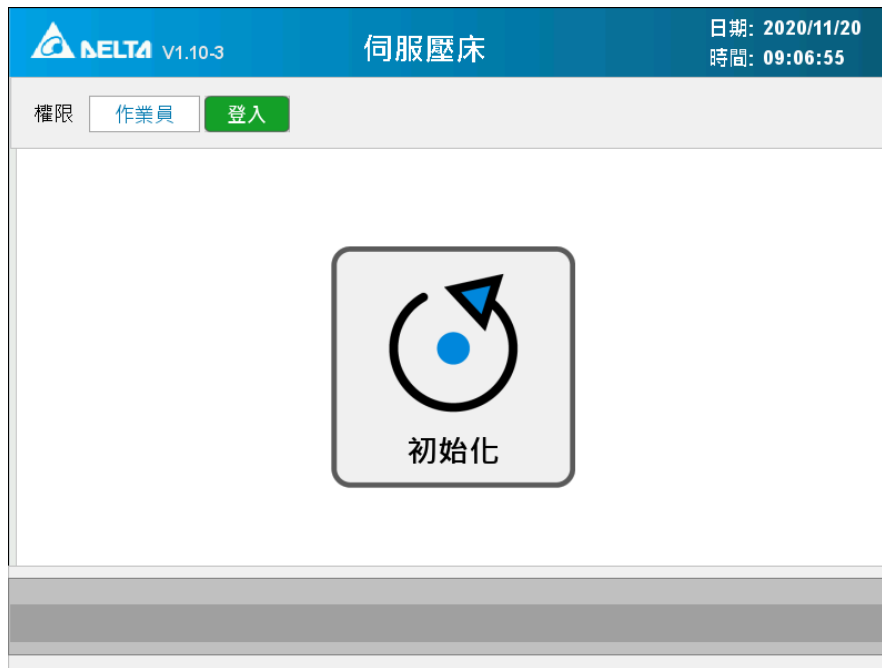 DELTA V1.10-3
伺服壓床
日期: 2020/11/20
時間: 09:06:55
權限 作業員 登入
初始化